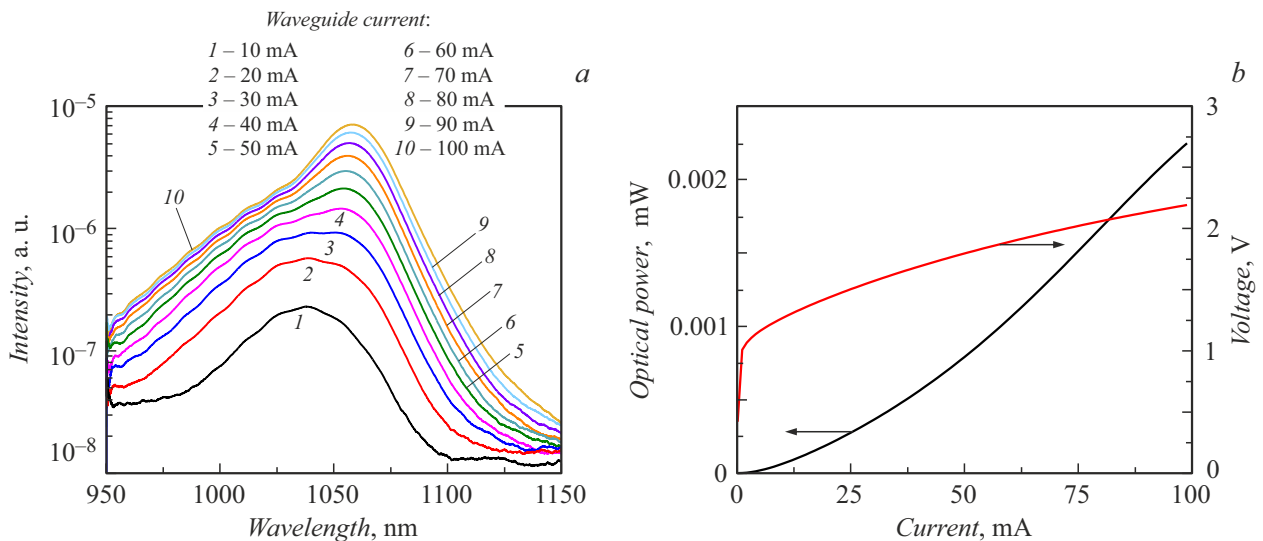 Waveguide current:
1 – 10 mA 6 – 60 mA
2 – 20 mA 7 – 70 mA
3 – 30 mA 8 – 80 mA
4 – 40 mA 9 – 90 mA
5 – 50 mA 10 – 100 mA
a
10⁻⁵
10⁻⁶
10⁻⁷
10⁻⁸
Intensity, a. u.
10
4
3
2
1
9
8
7
6
5
950 1000 1050 1100 1150
Wavelength, nm
b
0.002
0.001
0
Optical power, mW
3
2
1
0
Voltage, V
0 25 50 75 100
Current, mA